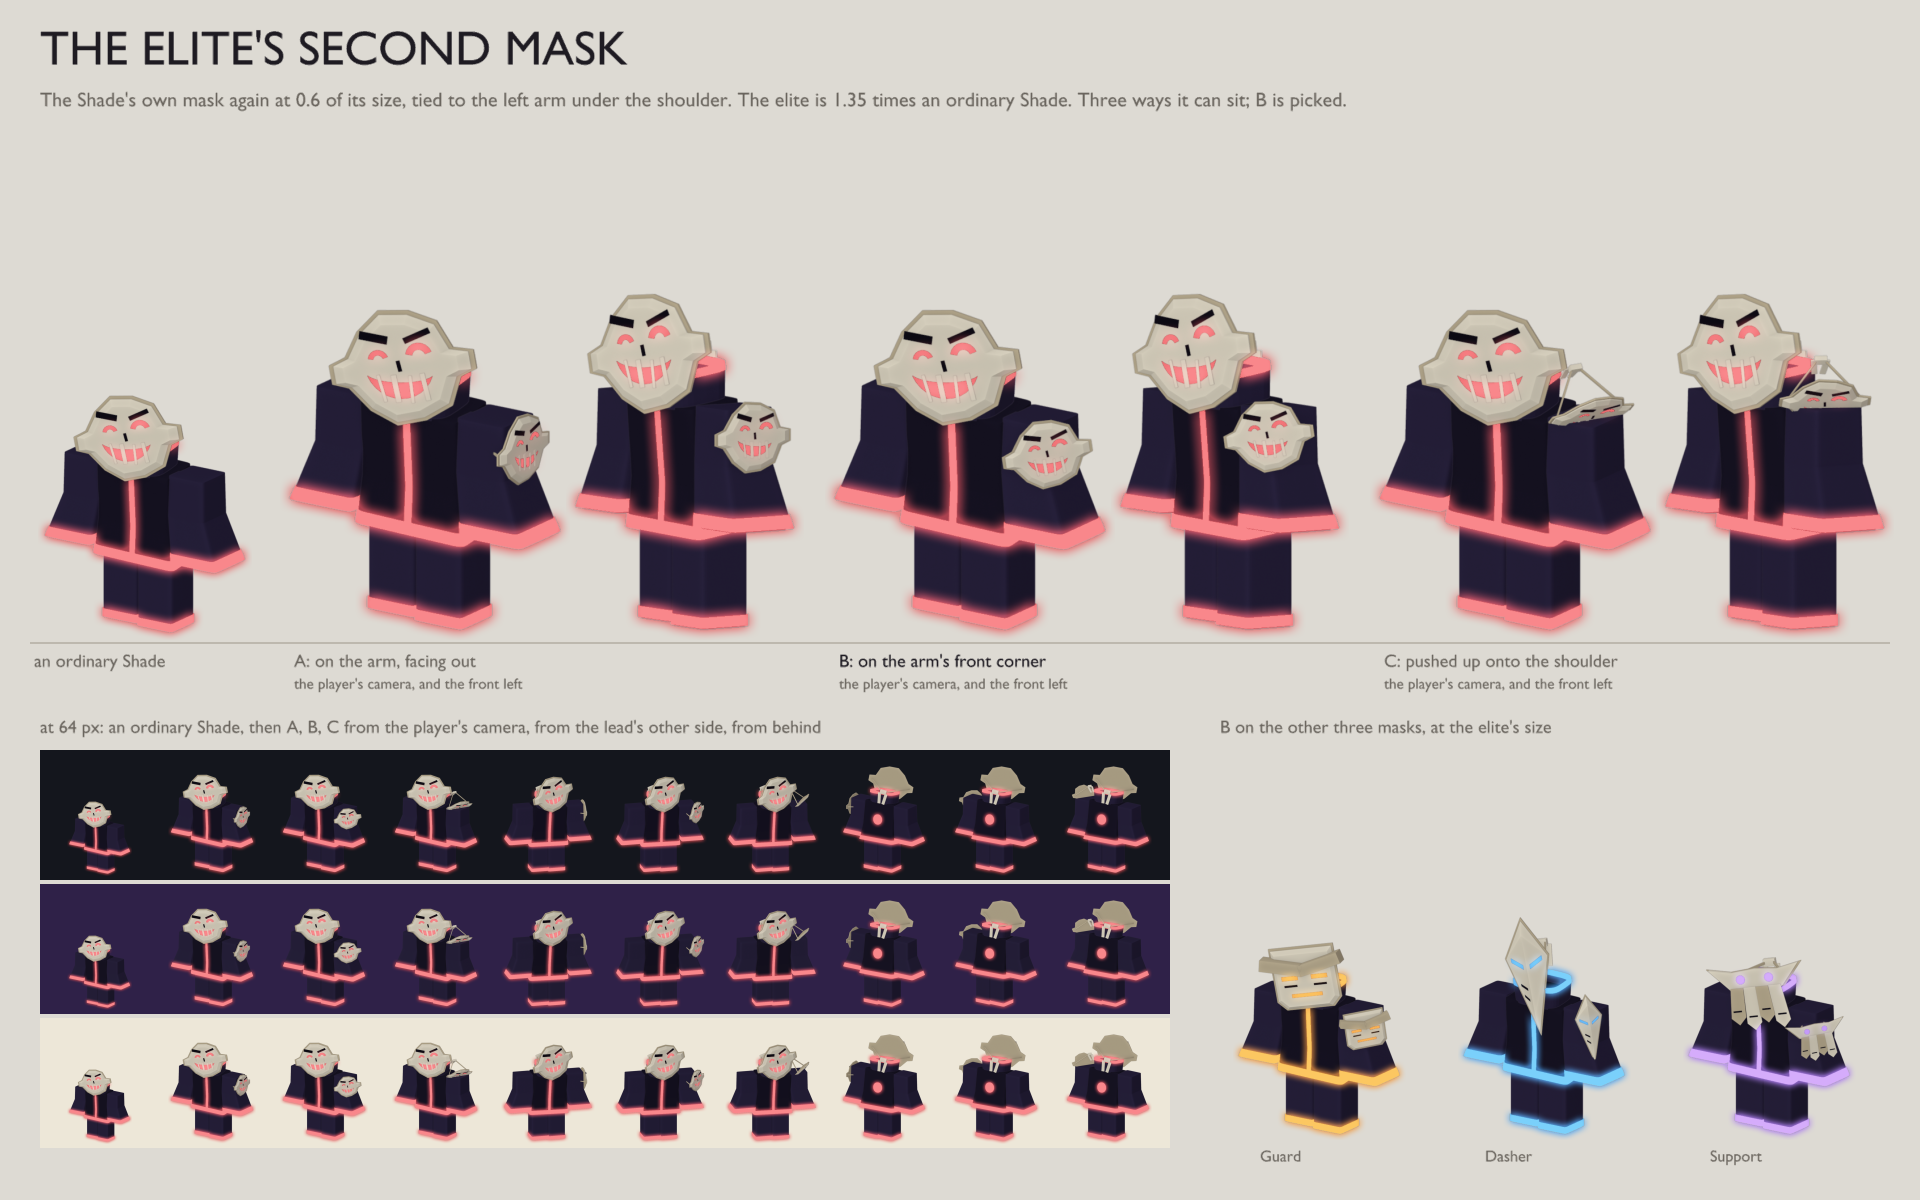 THE ELITE'S SECOND MASK
The Shade's own mask again at 0.6 of its size, tied to the left arm under the shoulder. The elite is 1.35 times an ordinary Shade. Three ways it can sit; B is picked.
an ordinary Shade
A: on the arm, facing out
the player's camera, and the front left
B: on the arm's front corner
the player's camera, and the front left
C: pushed up onto the shoulder
the player's camera, and the front left
at 64 px: an ordinary Shade, then A, B, C from the player's camera, from the lead's other side, from behind
B on the other three masks, at the elite's size
Guard
Dasher
Support